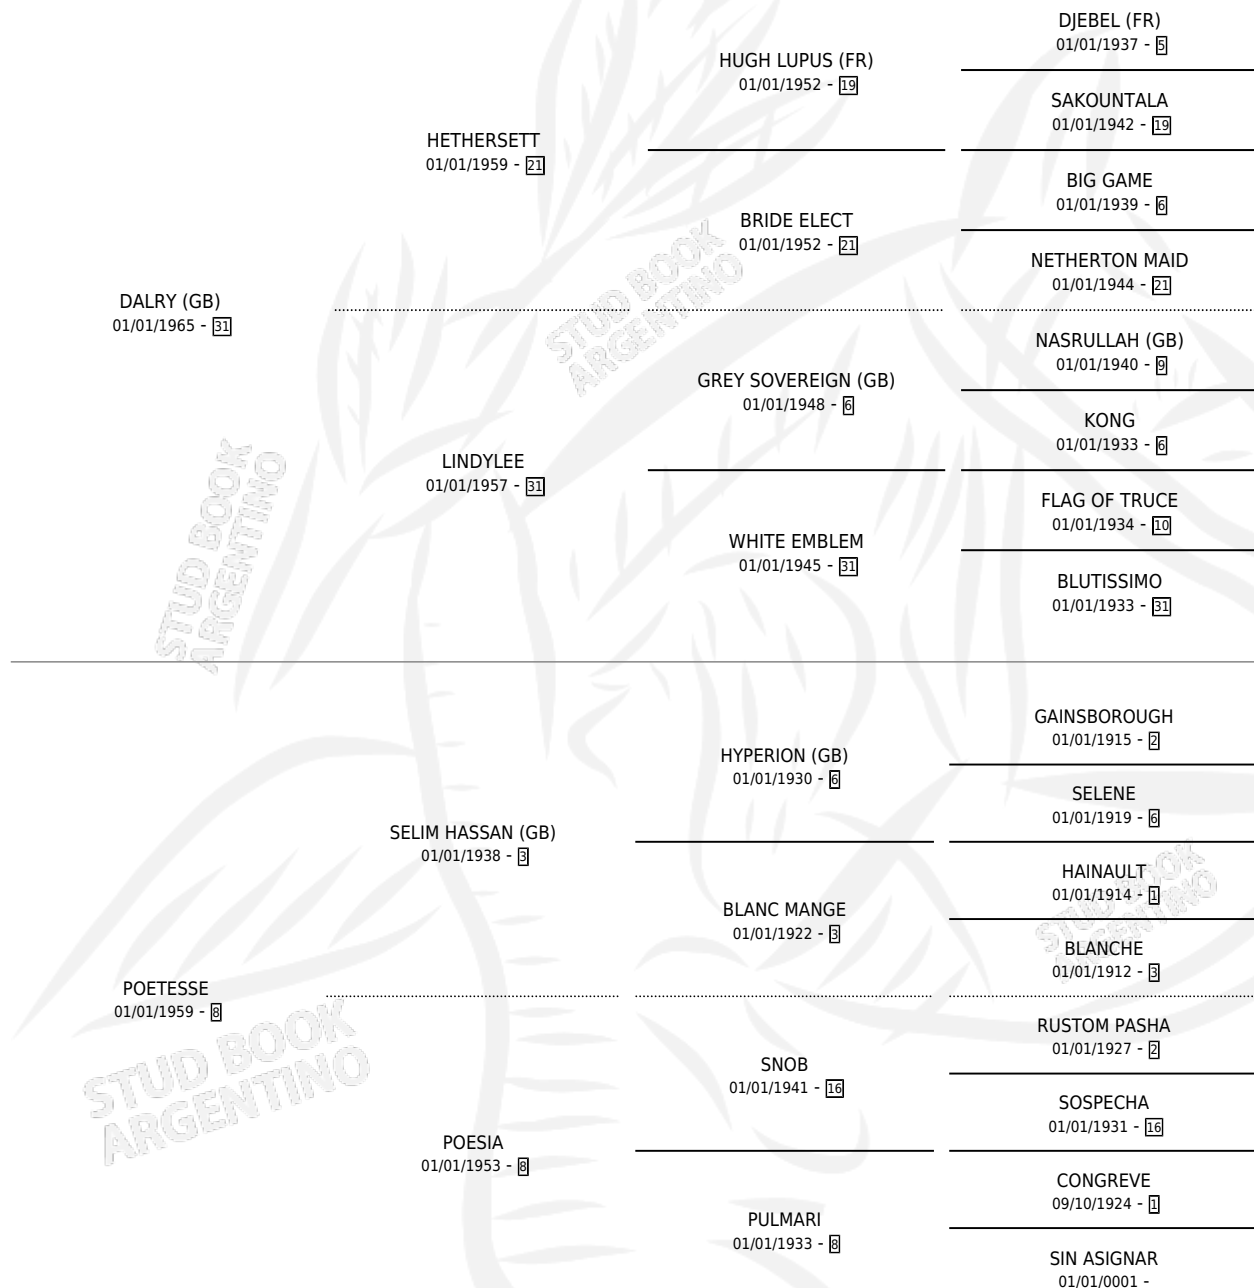 DALRY (GB)
01/01/1965 - 31
HETHERSETT
01/01/1959 - 21
HUGH LUPUS (FR)
01/01/1952 - 19
DJEBEL (FR)
01/01/1937 - 5
SAKOUNTALA
01/01/1942 - 19
BRIDE ELECT
01/01/1952 - 21
BIG GAME
01/01/1939 - 6
NETHERTON MAID
01/01/1944 - 21
LINDYLEE
01/01/1957 - 31
GREY SOVEREIGN (GB)
01/01/1948 - 6
NASRULLAH (GB)
01/01/1940 - 9
KONG
01/01/1933 - 6
WHITE EMBLEM
01/01/1945 - 31
FLAG OF TRUCE
01/01/1934 - 10
BLUTISSIMO
01/01/1933 - 31
POETESSE
01/01/1959 - 8
SELIM HASSAN (GB)
01/01/1938 - 3
HYPERION (GB)
01/01/1930 - 6
GAINSBOROUGH
01/01/1915 - 2
SELENE
01/01/1919 - 6
BLANC MANGE
01/01/1922 - 3
HAINAULT
01/01/1914 - 1
BLANCHE
01/01/1912 - 3
POESIA
01/01/1953 - 8
SNOB
01/01/1941 - 16
RUSTOM PASHA
01/01/1927 - 2
SOSPECHA
01/01/1931 - 16
PULMARI
01/01/1933 - 8
CONGREVE
09/10/1924 - 1
SIN ASIGNAR
01/01/0001 -
STUD BOOK
ARGENTINO
STUD BOOK
ARGENTINO
STUD BOOK
ARGENTINO
STUD BOOK
ARGENTINO